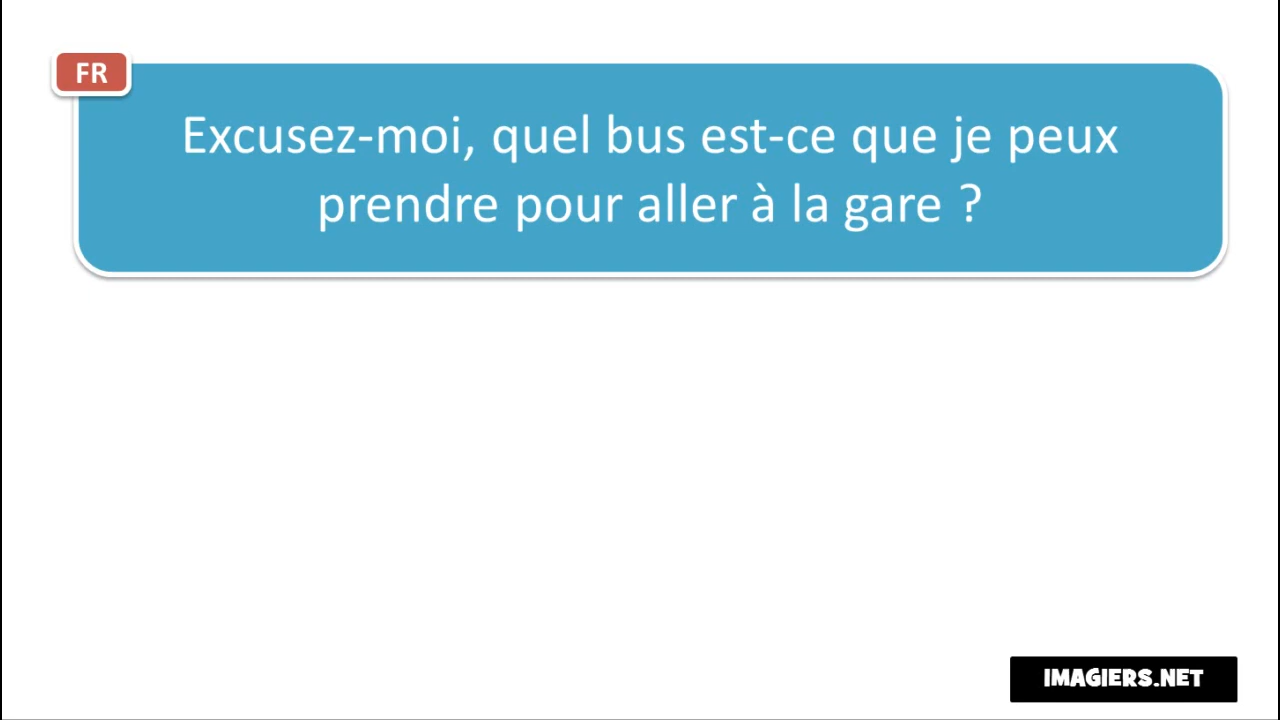 FR
Excusez-moi, quel bus est-ce que je peux
prendre pour aller à la gare ?
IMAGIERS.NET